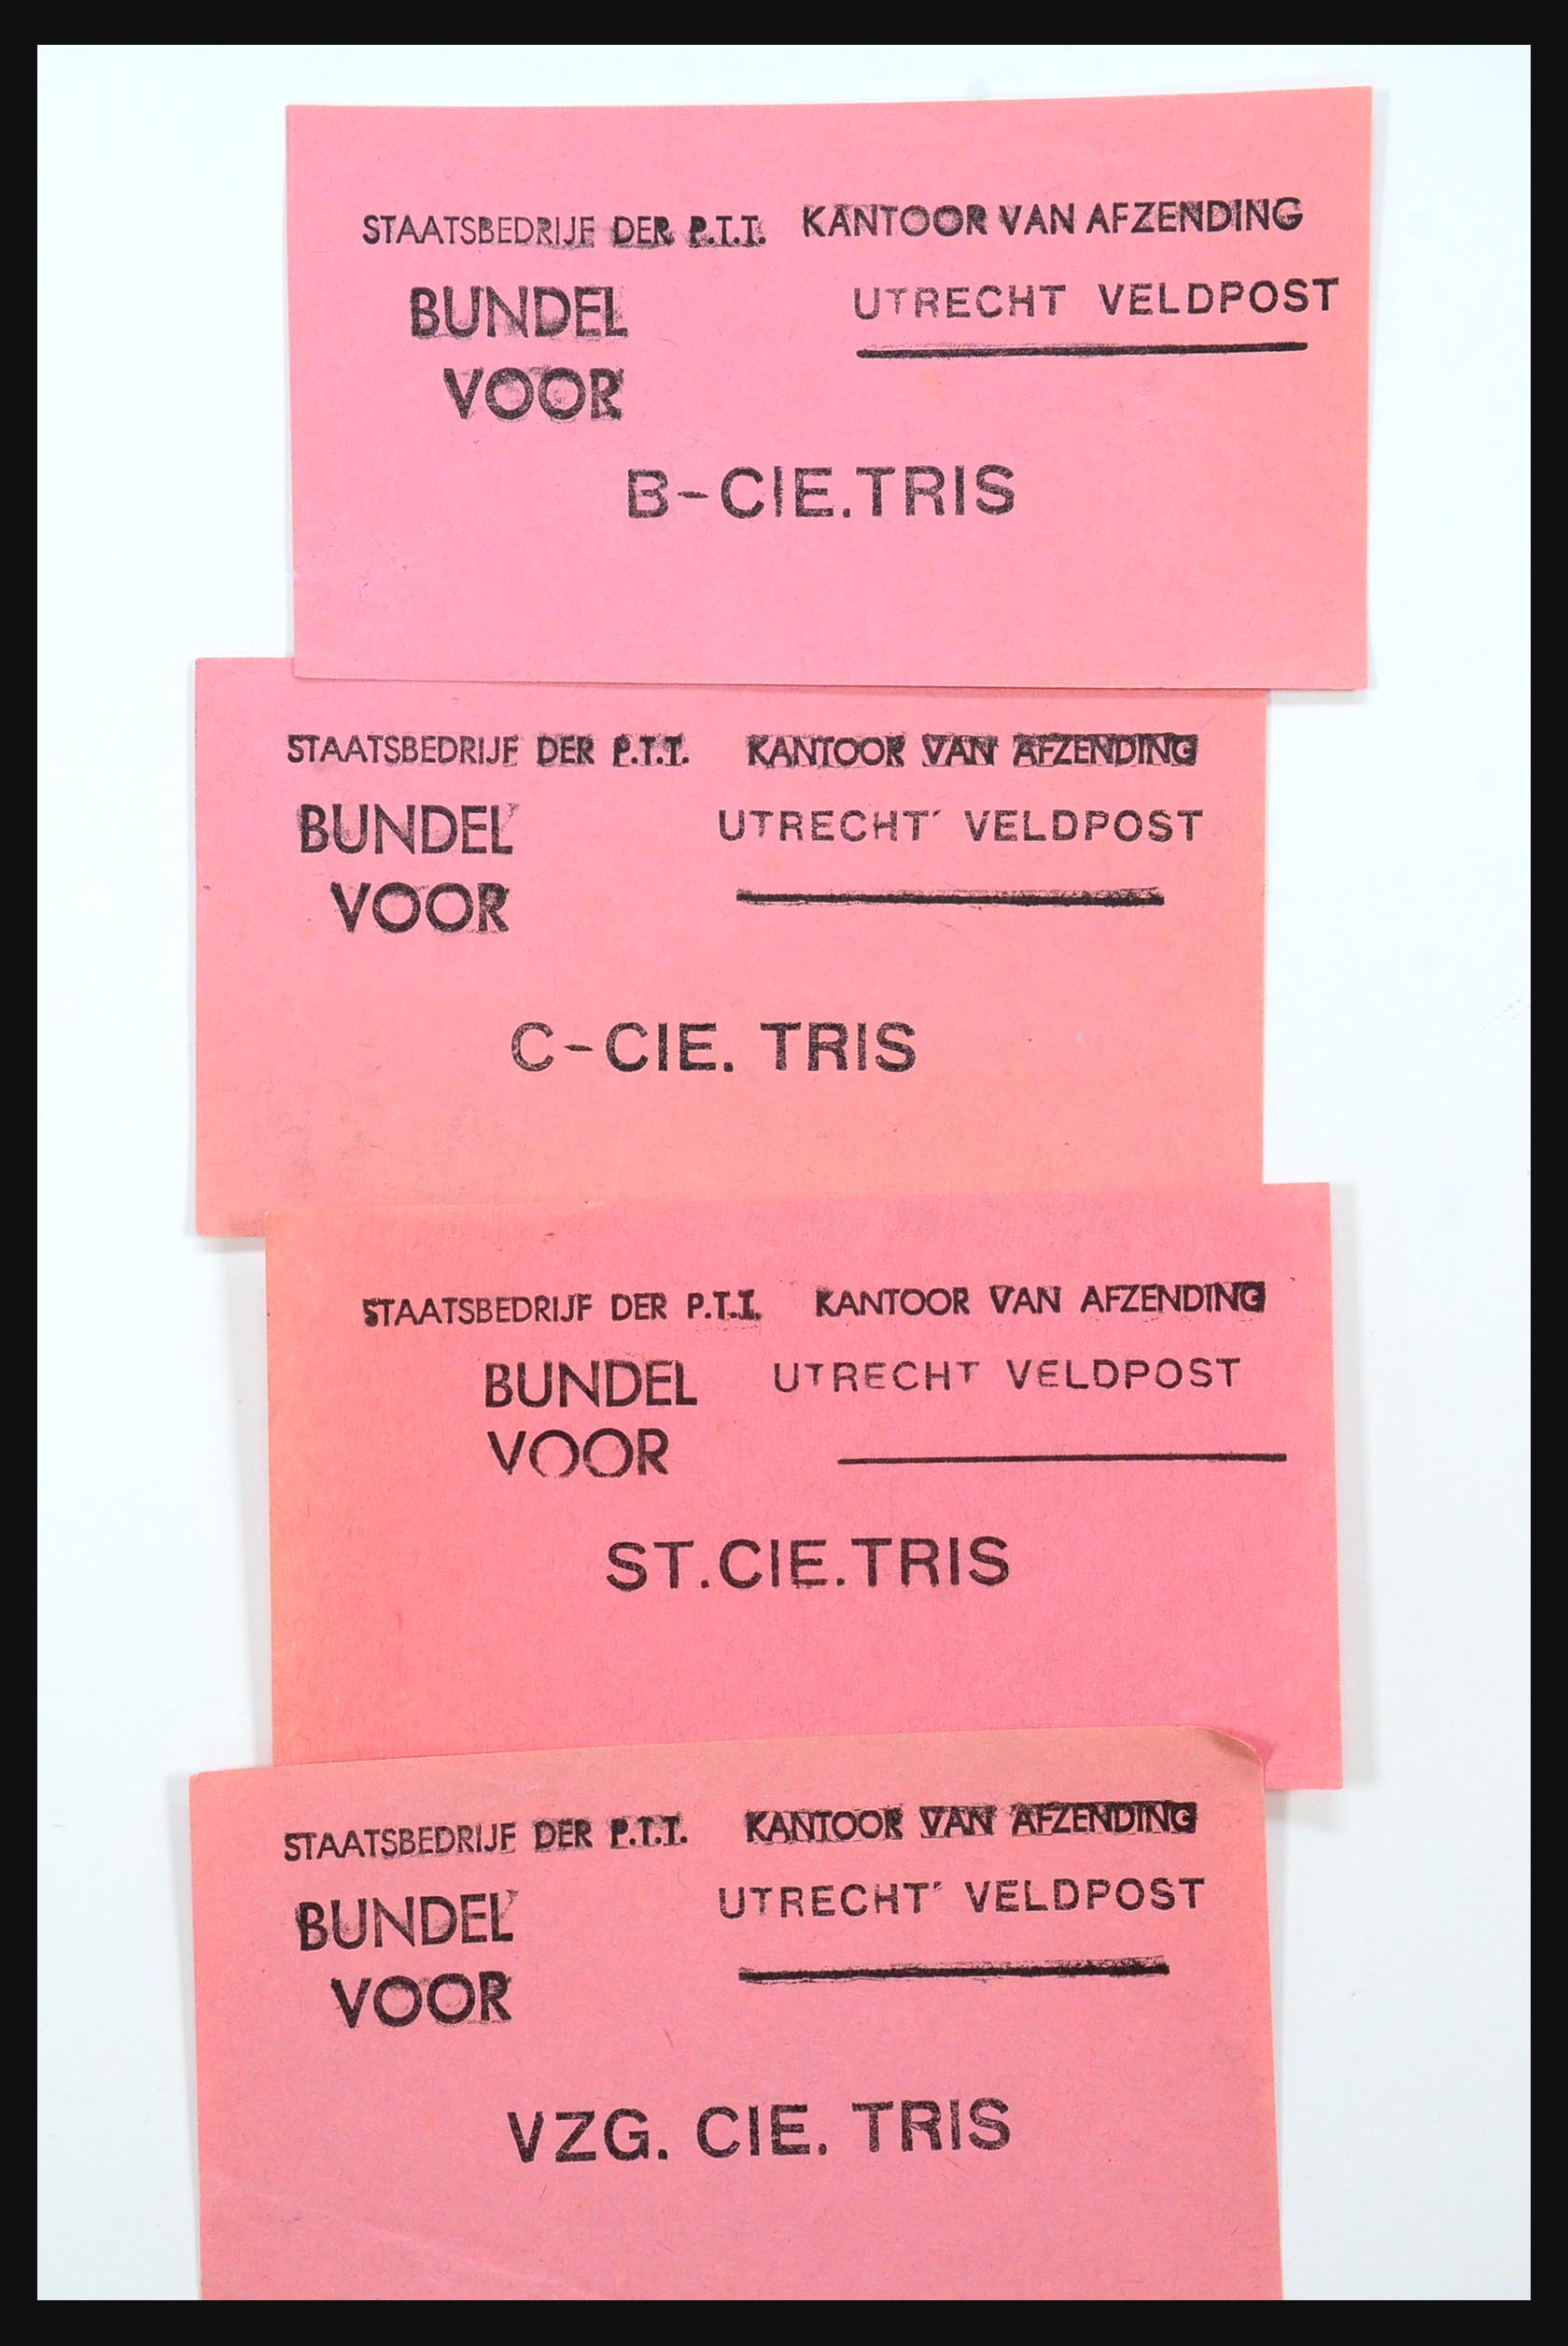 STAATSBEDRIJF DER P.T.T. KANTOOR VAN AFZENDING
BUNDEL UTRECHT VELDPOST
VOOR
B-CIE.TRIS
STAATSBEDRIJF DER P.T.T. KANTOOR VAN AFZENDING
BUNDEL UTRECHT VELDPOST
VOOR
C-CIE. TRIS
STAATSBEDRIJF DER P.T.T. KANTOOR VAN AFZENDING
BUNDEL UTRECHT VELDPOST
VOOR
ST.CIE.TRIS
STAATSBEDRIJF DER P.T.T. KANTOOR VAN AFZENDING
BUNDEL UTRECHT VELDPOST
VOOR
VZG. CIE. TRIS